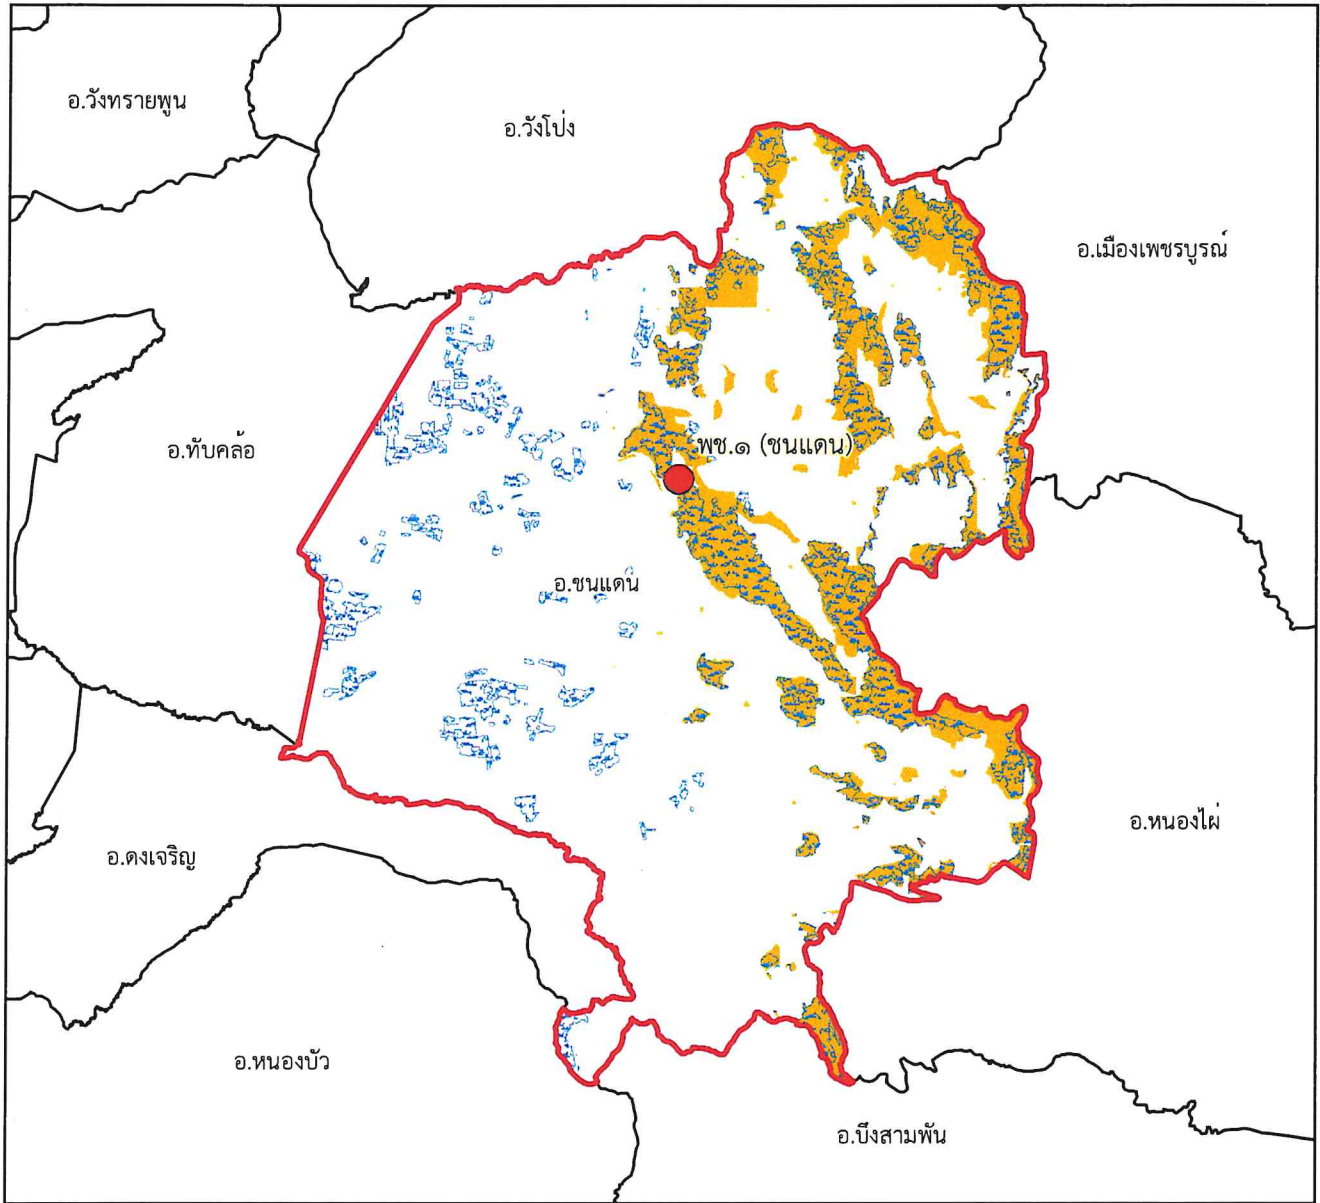 อ.วังทรายพูน
อ.วังโป่ง
อ.เมืองเพชรบูรณ์
อ.ทับคล้อ
พช.๑ (ชนแดน)
อ.ชนแดน
อ.หนองไผ่
อ.ดงเจริญ
อ.หนองบัว
อ.บึงสามพัน